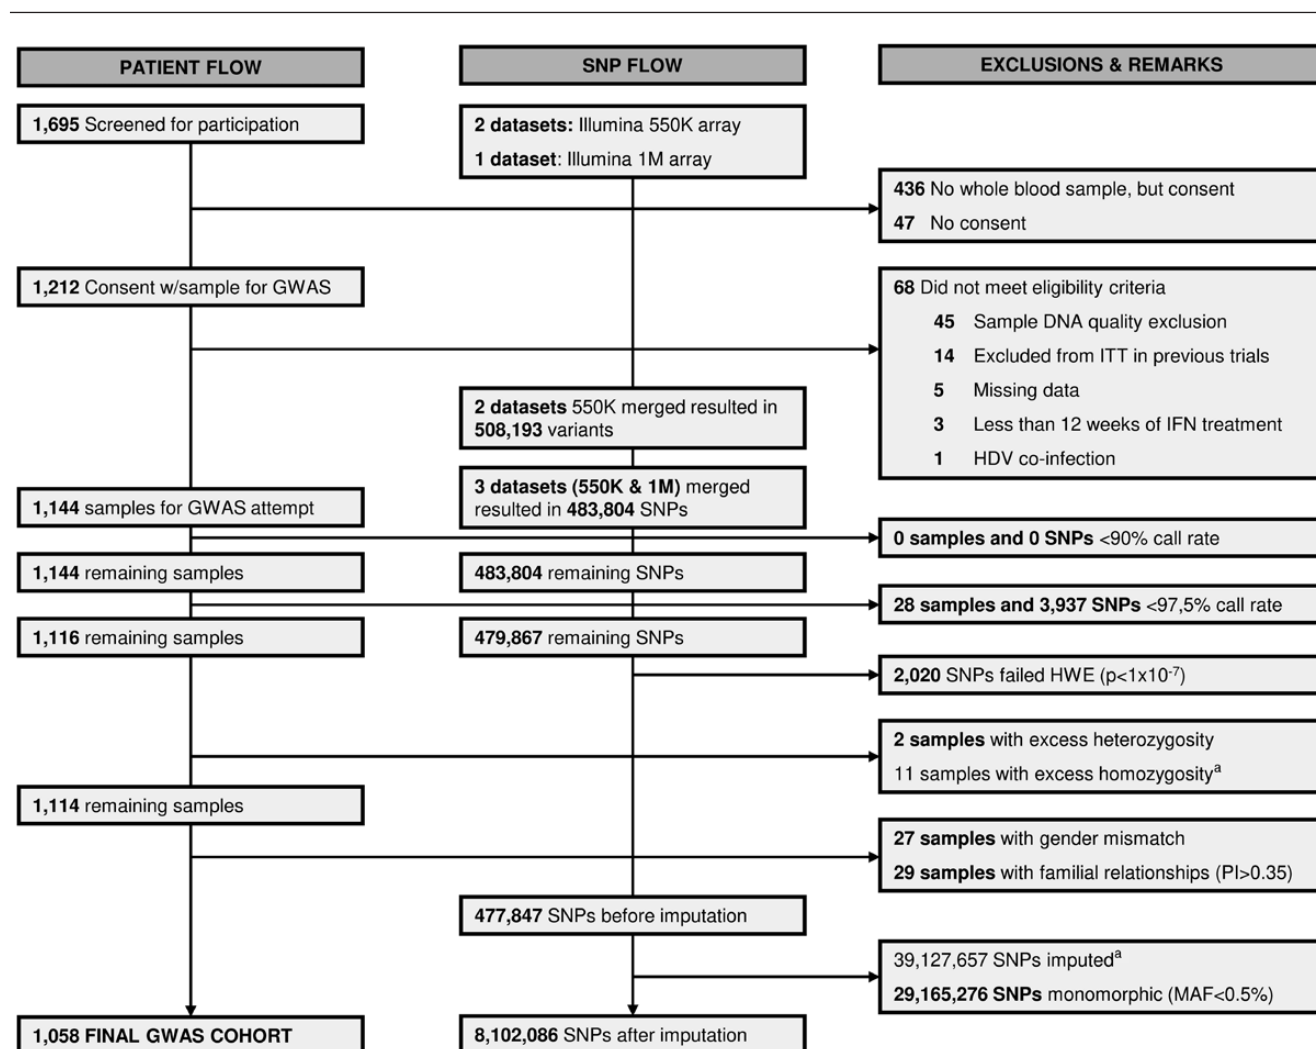 PATIENT FLOW
SNP FLOW
EXCLUSIONS & REMARKS
1,695 Screened for participation
2 datasets: Illumina 550K array
1 dataset: Illumina 1M array
436 No whole blood sample, but consent
47 No consent
1,212 Consent w/sample for GWAS
68 Did not meet eligibility criteria
45 Sample DNA quality exclusion
14 Excluded from ITT in previous trials
5 Missing data
3 Less than 12 weeks of IFN treatment
1 HDV co-infection
2 datasets 550K merged resulted in
508,193 variants
3 datasets (550K & 1M) merged
resulted in 483,804 SNPs
1,144 samples for GWAS attempt
0 samples and 0 SNPs <90% call rate
1,144 remaining samples
483,804 remaining SNPs
28 samples and 3,937 SNPs <97,5% call rate
1,116 remaining samples
479,867 remaining SNPs
2,020 SNPs failed HWE (p<1x10⁻⁷)
2 samples with excess heterozygosity
11 samples with excess homozygosityᵃ
1,114 remaining samples
27 samples with gender mismatch
29 samples with familial relationships (PI>0.35)
477,847 SNPs before imputation
39,127,657 SNPs imputedᵃ
29,165,276 SNPs monomorphic (MAF<0.5%)
1,058 FINAL GWAS COHORT
8,102,086 SNPs after imputation